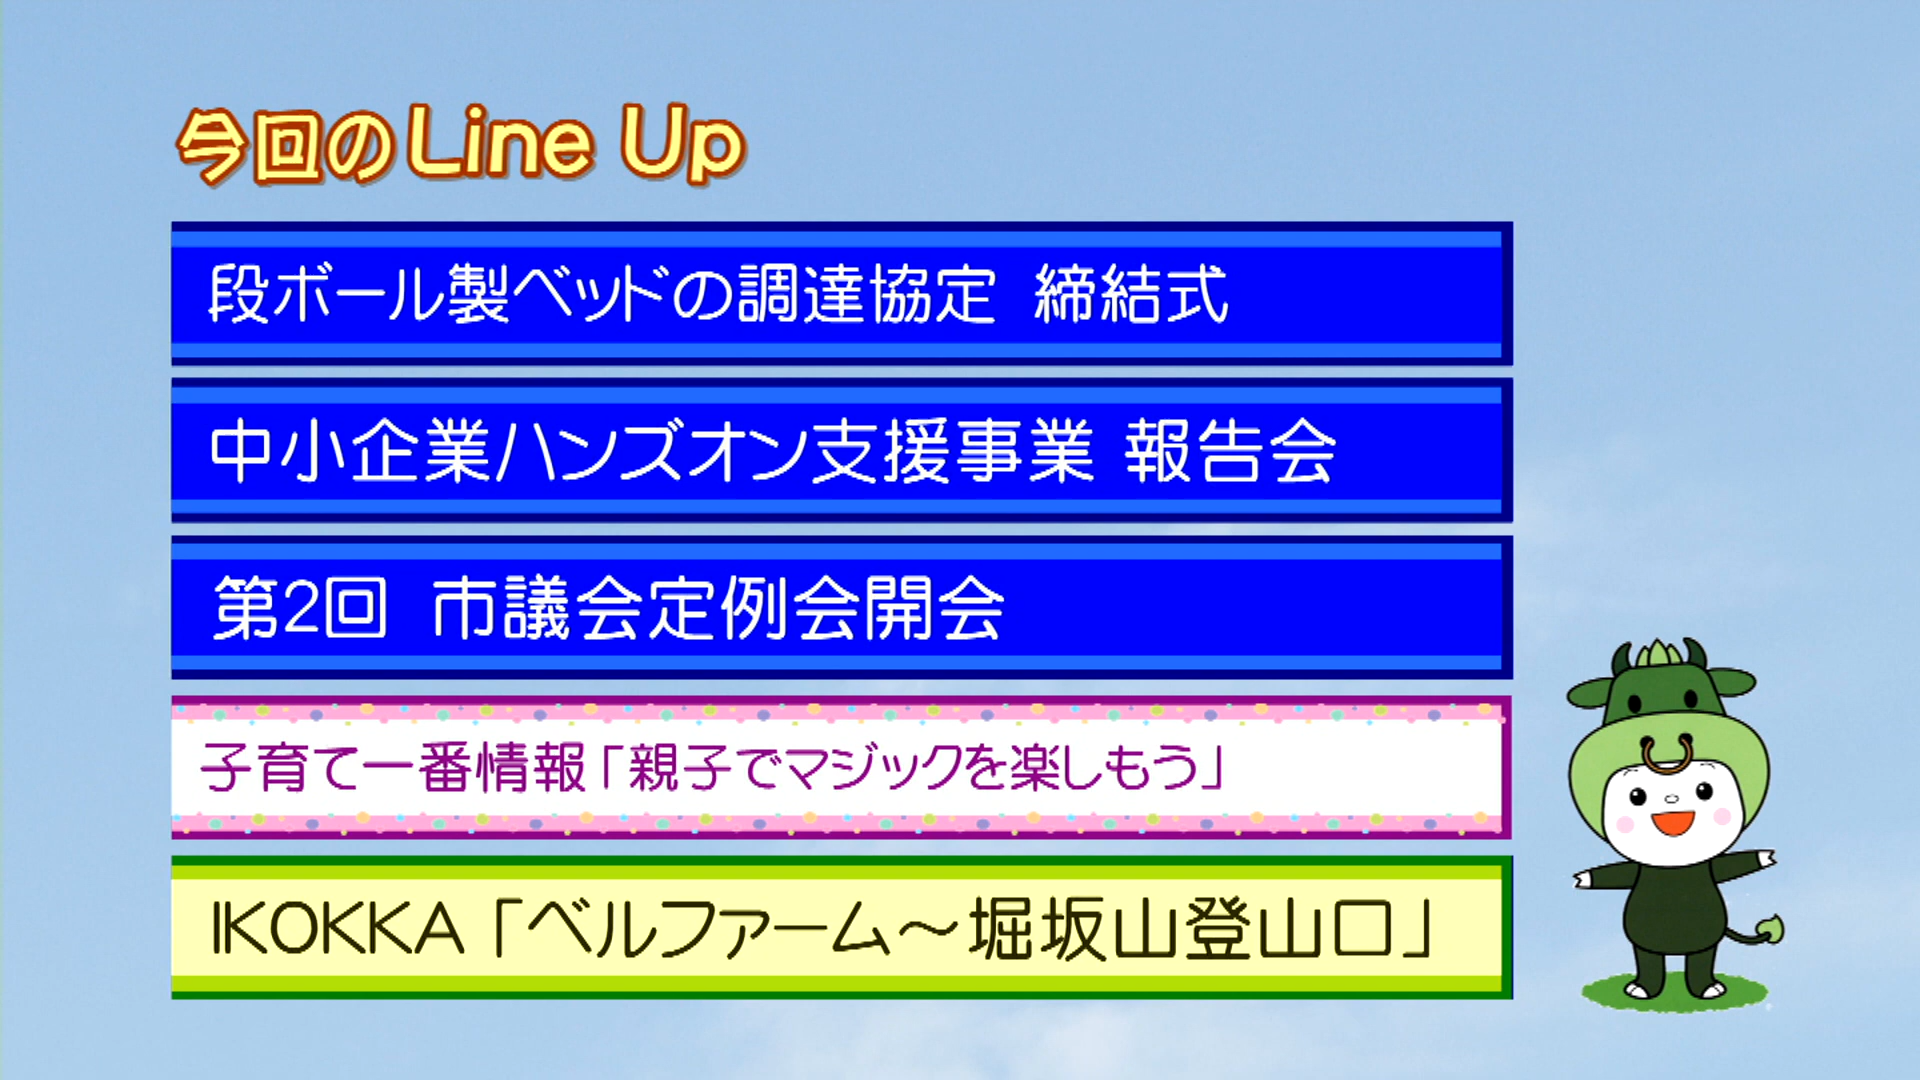 今回のLine Up
段ボール製ベッドの調達協定 締結式
中小企業ハンズオン支援事業 報告会
第2回 市議会定例会開会
子育て一番情報「親子でマジックを楽しもう」
IKOKKA「ベルファーム～堀坂山登山口」